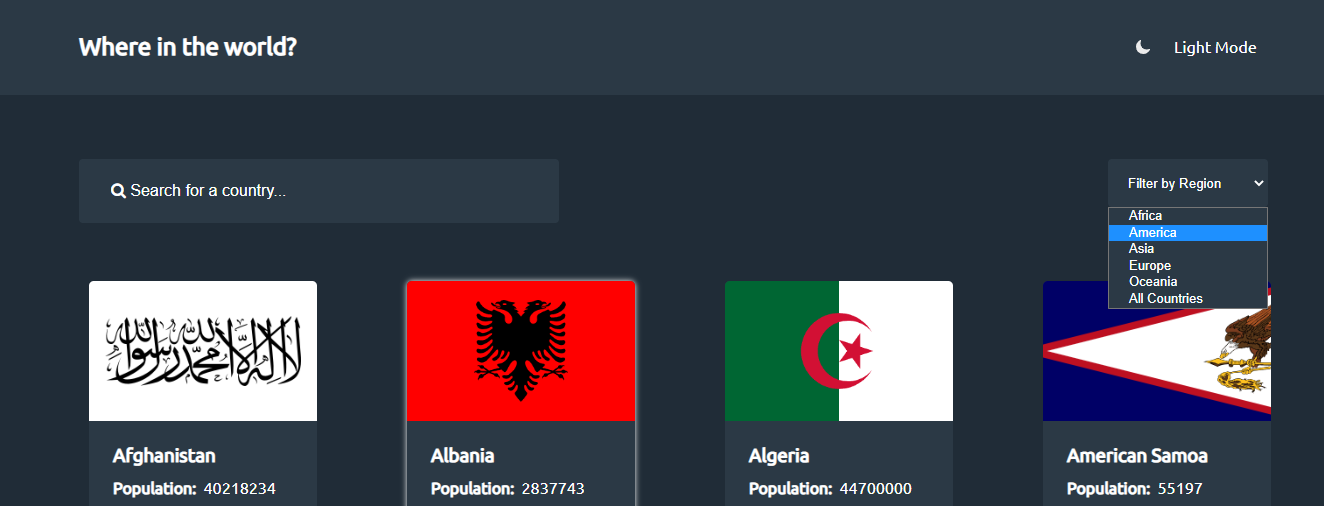 Where in the world?
Light Mode
Search for a country...
Filter by Region
Africa
America
Asia
Europe
Oceania
All Countries
لا إله إلا الله محمد رسول الله
Afghanistan
Albania
Algeria
American Samoa
Population: 40218234
Population: 2837743
Population: 44700000
Population: 55197